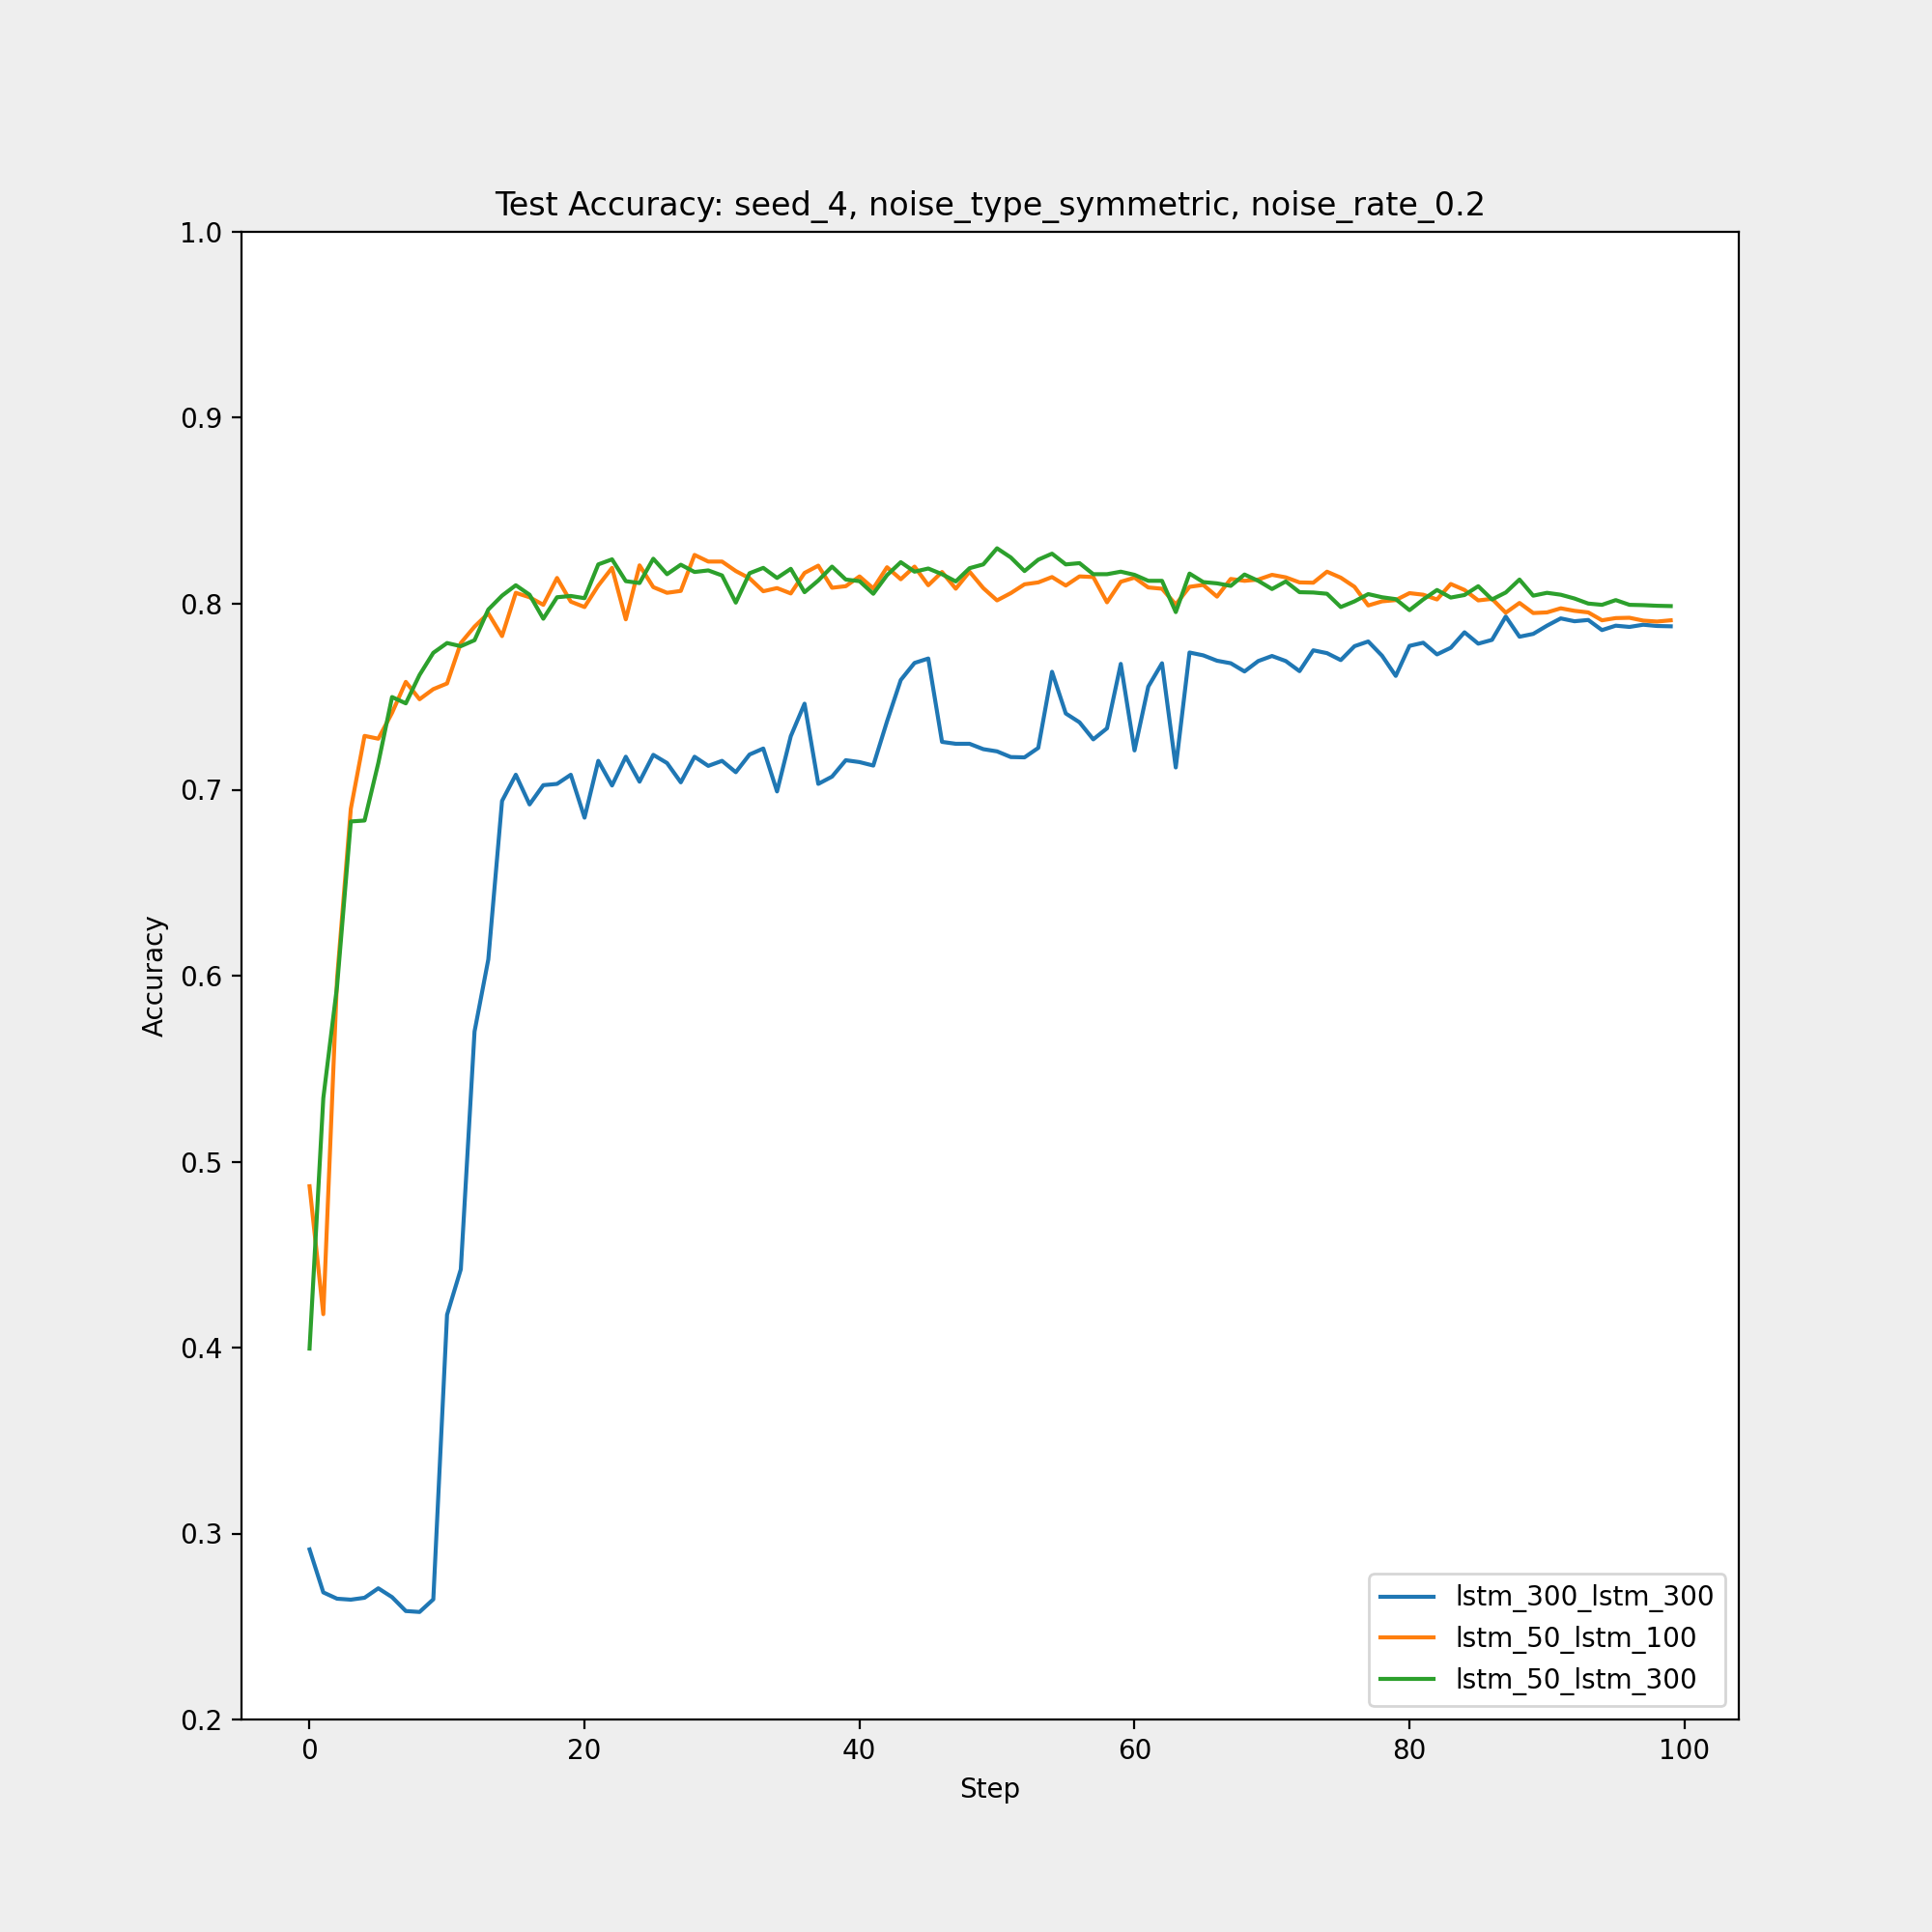 Test Accuracy: seed_4, noise_type_symmetric, noise_rate_0.2
1.0
0.9
0.8
0.7
0.6
0.5
0.4
0.3
0.2
Accuracy
0 20 40 60 80 100
Step
lstm_300_lstm_300
lstm_50_lstm_100
lstm_50_lstm_300